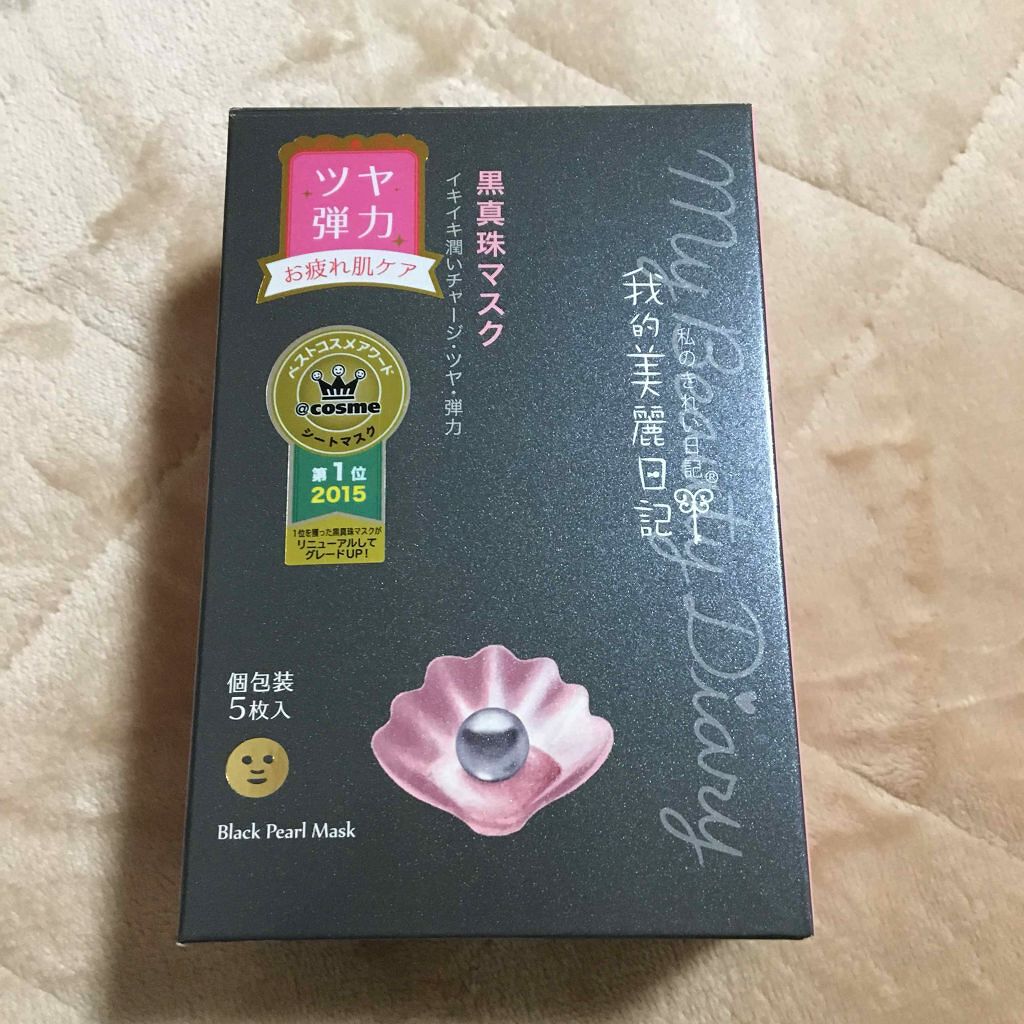 ツヤ
弾力
お疲れ肌ケア
黒真珠マスク
イキイキ潤いチャージ・ツヤ・弾力
My Beauty Diary
我的美麗日記
私のきれい日記®
ベストコスメアワード
@cosme
シートマスク
第1位
2015
1位を獲った黒真珠マスクが
リニューアルして
グレードUP!
個包装
5枚入
Black Pearl Mask